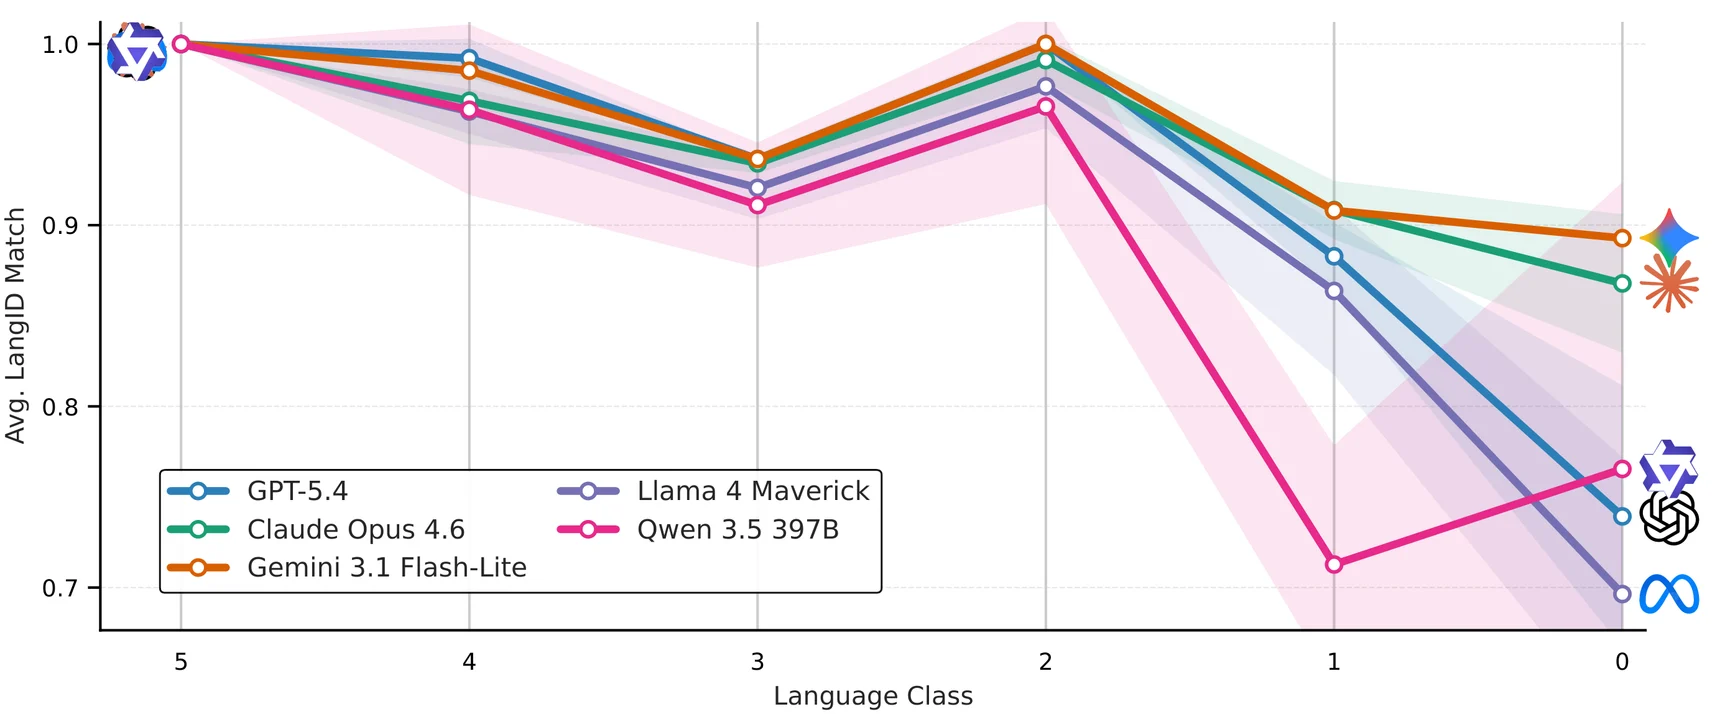 1.0
0.9
0.8
0.7
Avg. LangID Match
GPT-5.4
Claude Opus 4.6
Gemini 3.1 Flash-Lite
Llama 4 Maverick
Qwen 3.5 397B
5 4 3 2 1 0
Language Class